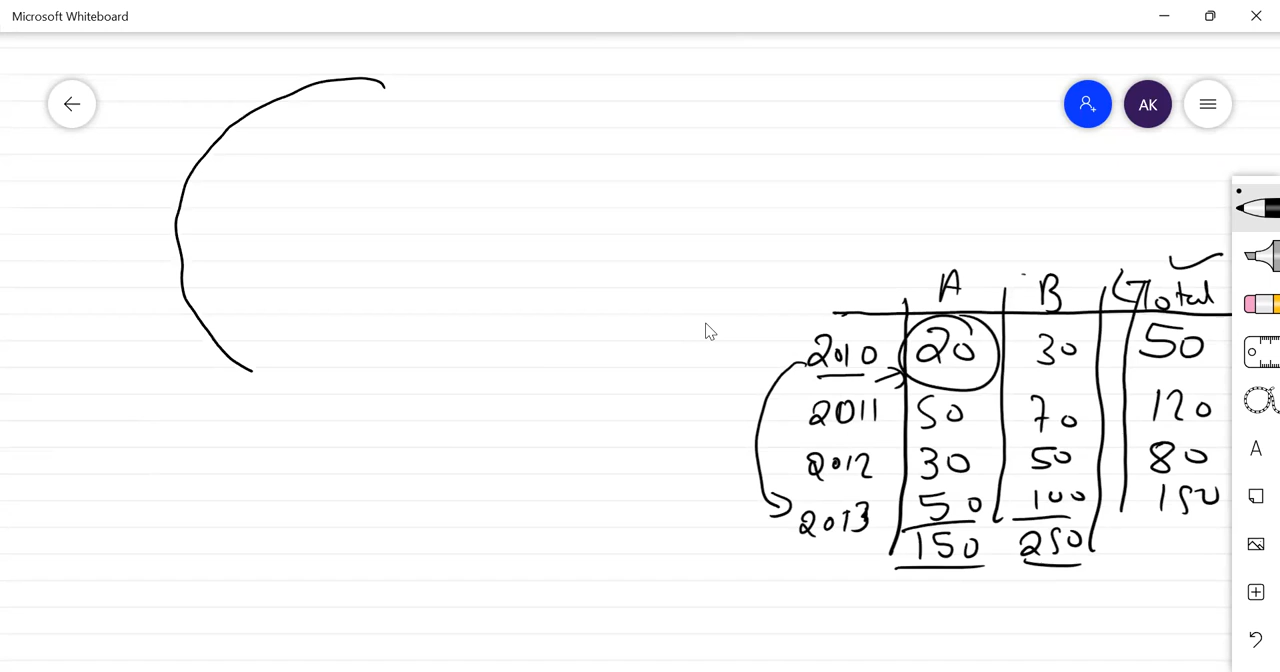 Microsoft Whiteboard
AK
A B Total
2010 20 30 50
2011 50 70 120
2012 30 50 80
2013 50 100 150
150 250
A